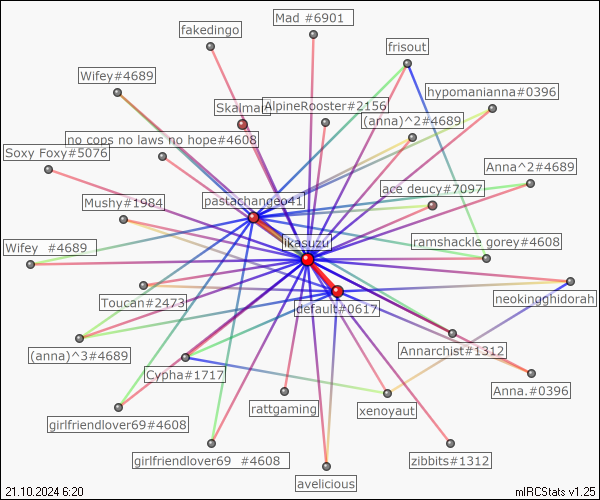 Mad #6901
fakedingo
frisout
Wifey#4689
hypomanianna#0396
Skaiman
AlpineRooster#2156
(anna)^2#4689
no cops no laws no hope#4608
Soxy Foxy#5076
Anna^2#4689
ace deucy#7097
pastachangeo41
Mushy#1984
ikasuzu
Wifey  #4689
ramshackle gorey#4608
neokingghidorah
Toucan#2473
default#0617
(anna)^3#4689
Annarchist#1312
Cypha#1717
Anna.#0396
rattgaming
xenoyaut
girlfriendlover69#4608
girlfriendlover69  #4608
zibbits#1312
avelicious
21.10.2024 6:20
mIRCStats v1.25